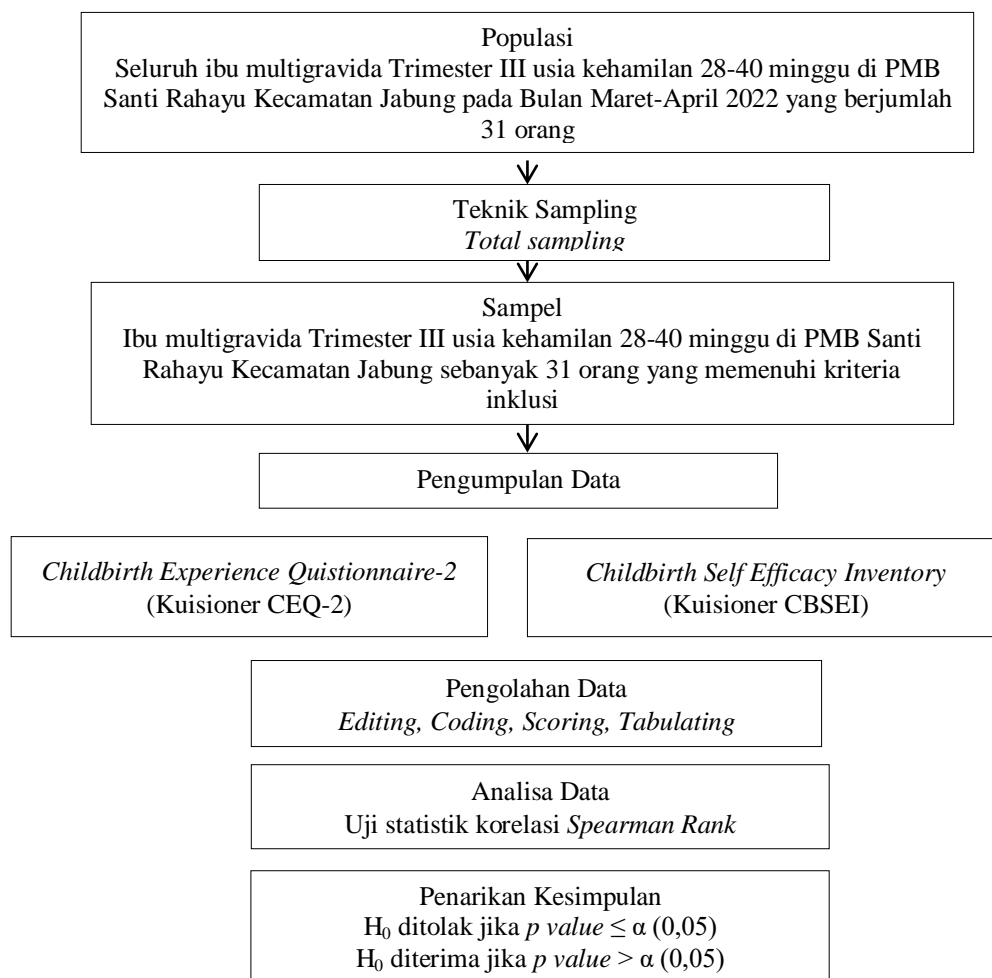 Populasi
Seluruh ibu multigravida Trimester III usia kehamilan 28-40 minggu di PMB
Santi Rahayu Kecamatan Jabung pada Bulan Maret-April 2022 yang berjumlah
31 orang
Teknik Sampling
Total sampling
Sampel
Ibu multigravida Trimester III usia kehamilan 28-40 minggu di PMB Santi
Rahayu Kecamatan Jabung sebanyak 31 orang yang memenuhi kriteria
inklusi
Pengumpulan Data
Childbirth Experience Quistionnaire-2
(Kuisioner CEQ-2)
Childbirth Self Efficacy Inventory
(Kuisioner CBSEI)
Pengolahan Data
Editing, Coding, Scoring, Tabulating
Analisa Data
Uji statistik korelasi Spearman Rank
Penarikan Kesimpulan
H₀ ditolak jika p value ≤ α (0,05)
H₀ diterima jika p value > α (0,05)